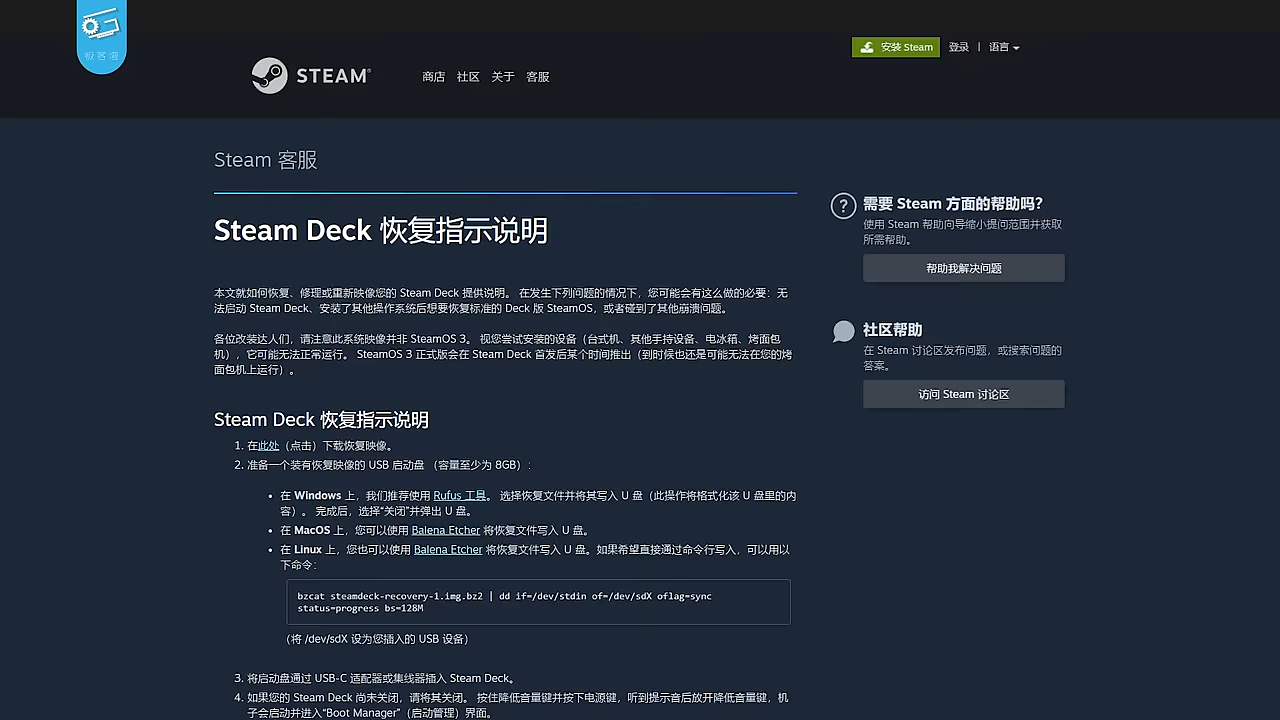 极客湾
安装 Steam
登录 | 语言
STEAM®
商店 社区 关于 客服
Steam 客服
Steam Deck 恢复指示说明
本文就如何恢复、修理或重新映像您的 Steam Deck 提供说明。 在发生下列问题的情况下，您可能会有这么做的必要：无
法启动 Steam Deck、安装了其他操作系统后想要恢复标准的 Deck 版 SteamOS，或者碰到了其他崩溃问题。
各位改装达人们，请注意此系统映像并非 SteamOS 3。 视您尝试安装的设备（台式机、其他手持设备、电冰箱、烤面包
机），它可能无法正常运行。 SteamOS 3 正式版会在 Steam Deck 首发后某个时间推出（到时候也还是可能无法在您的烤
面包机上运行）。
Steam Deck 恢复指示说明
1. 在此处（点击）下载恢复映像。
2. 准备一个装有恢复映像的 USB 启动盘 （容量至少为 8GB）：
• 在 Windows 上，我们推荐使用 Rufus 工具。 选择恢复文件并将其写入 U 盘（此操作将格式化该 U 盘里的内
容）。 完成后，选择“关闭”并弹出 U 盘。
• 在 MacOS 上，您可以使用 Balena Etcher 将恢复文件写入 U 盘。
• 在 Linux 上，您也可以使用 Balena Etcher 将恢复文件写入 U 盘。如果希望直接通过命令行写入，可以用以
下命令：
bzcat steamdeck-recovery-1.img.bz2 | dd if=/dev/stdin of=/dev/sdX oflag=sync
status=progress bs=128M
（将 /dev/sdX 设为您插入的 USB 设备）
3. 将启动盘通过 USB-C 适配器或集线器插入 Steam Deck。
4. 如果您的 Steam Deck 尚未关闭，请将其关闭。 按住降低音量键并按下电源键，听到提示音后放开降低音量键，机
子会启动并进入“Boot Manager”（启动管理）界面。
?
需要 Steam 方面的帮助吗?
使用 Steam 帮助向导缩小提问范围并获取
所需帮助。
帮助我解决问题
社区帮助
在 Steam 讨论区发布问题，或搜索问题的
答案。
访问 Steam 讨论区